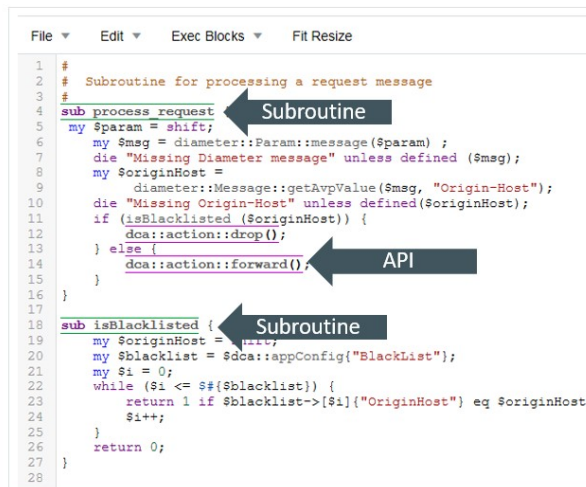 File Edit Exec Blocks Fit Resize
1 #
2 # Subroutine for processing a request message
3 #
4 sub process_request Subroutine
5 my $param = shift;
6 my $msg = diameter::Param::message($param) ;
7 die "Missing Diameter message" unless defined ($msg);
8 my $originHost =
9 diameter::Message::getAvpValue($msg, "Origin-Host");
10 die "Missing Origin-Host" unless defined($originHost);
11 if (isBlacklisted ($originHost)) {
12 dca::action::drop();
13 } else {
14 dca::action::forward(); API
15 }
16 }
17
18 sub isBlacklisted { Subroutine
19 my $originHost = shift;
20 my $blacklist = $dca::appConfig{"BlackList"};
21 my $i = 0;
22 while ($i <= $#{$blacklist}) {
23 return 1 if $blacklist->[$i]{"OriginHost"} eq $originHost
24 $i++;
25 }
26 return 0;
27 }
28